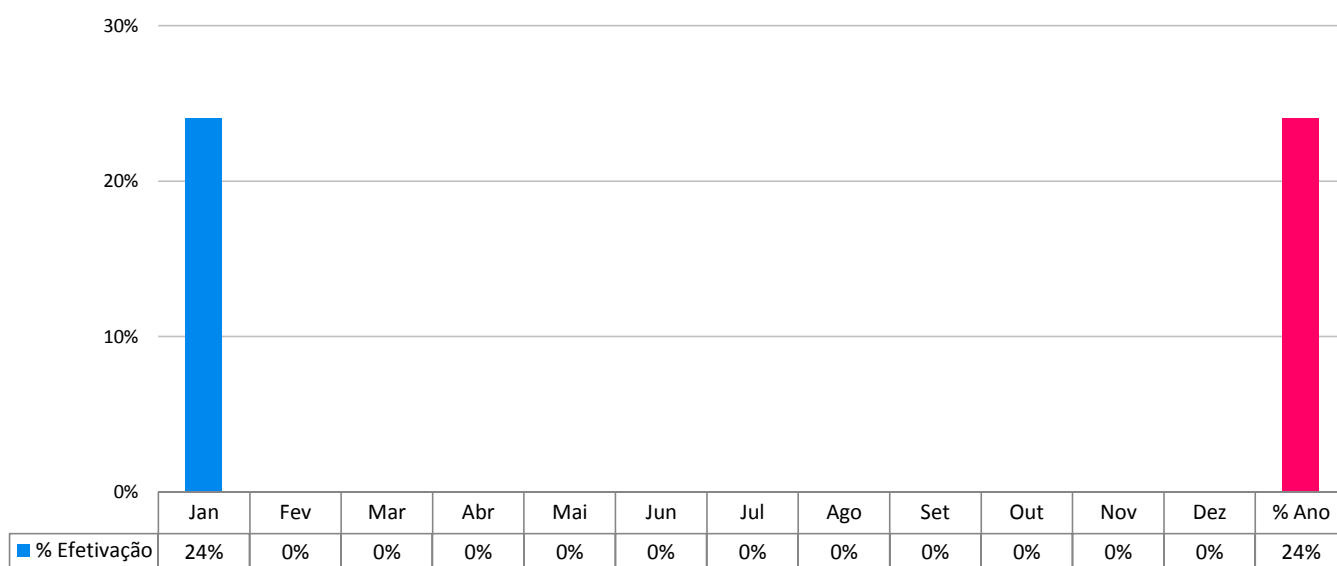 30%
20%
10%
0%
Jan Fev Mar Abr Mai Jun Jul Ago Set Out Nov Dez % Ano
% Efetivação 24% 0% 0% 0% 0% 0% 0% 0% 0% 0% 0% 0% 24%